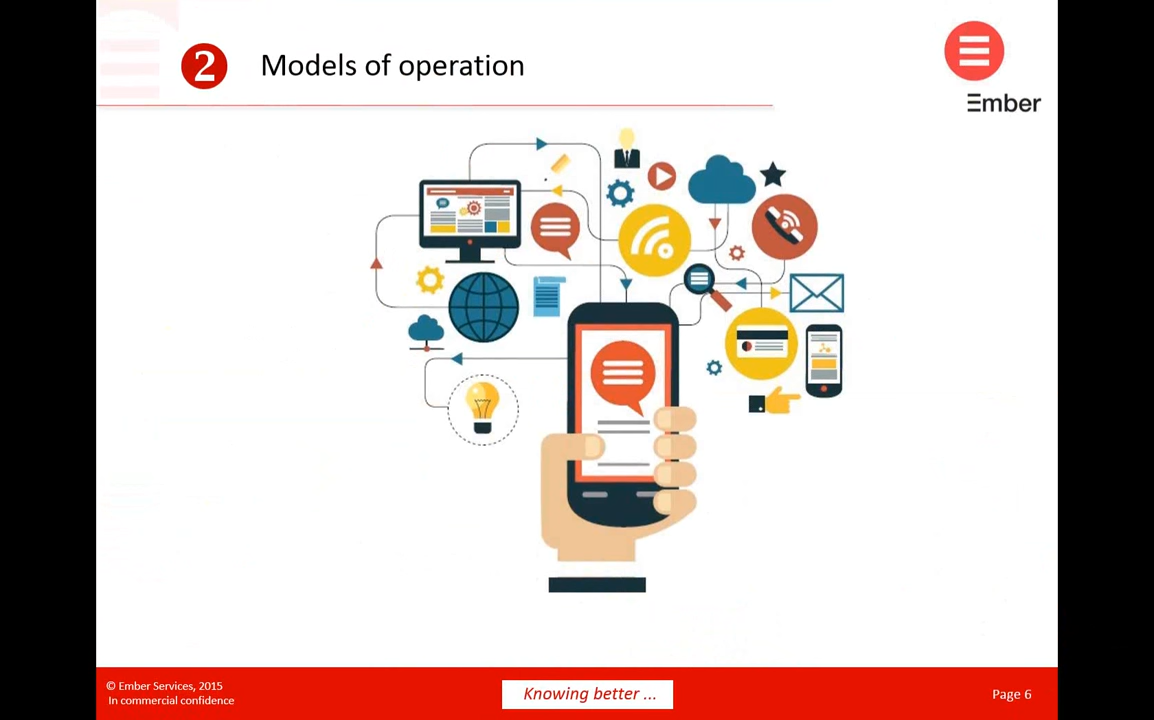 2 Models of operation
Ember
© Ember Services, 2015
In commercial confidence
Knowing better ...
Page 6